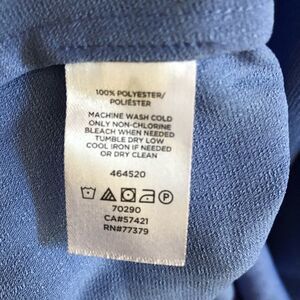 100% POLYESTER/
POLIÉSTER
MACHINE WASH COLD
ONLY NON-CHLORINE
BLEACH WHEN NEEDED
TUMBLE DRY LOW
COOL IRON IF NEEDED
OR DRY CLEAN
464520
P
70290
CA#57421
RN#77379